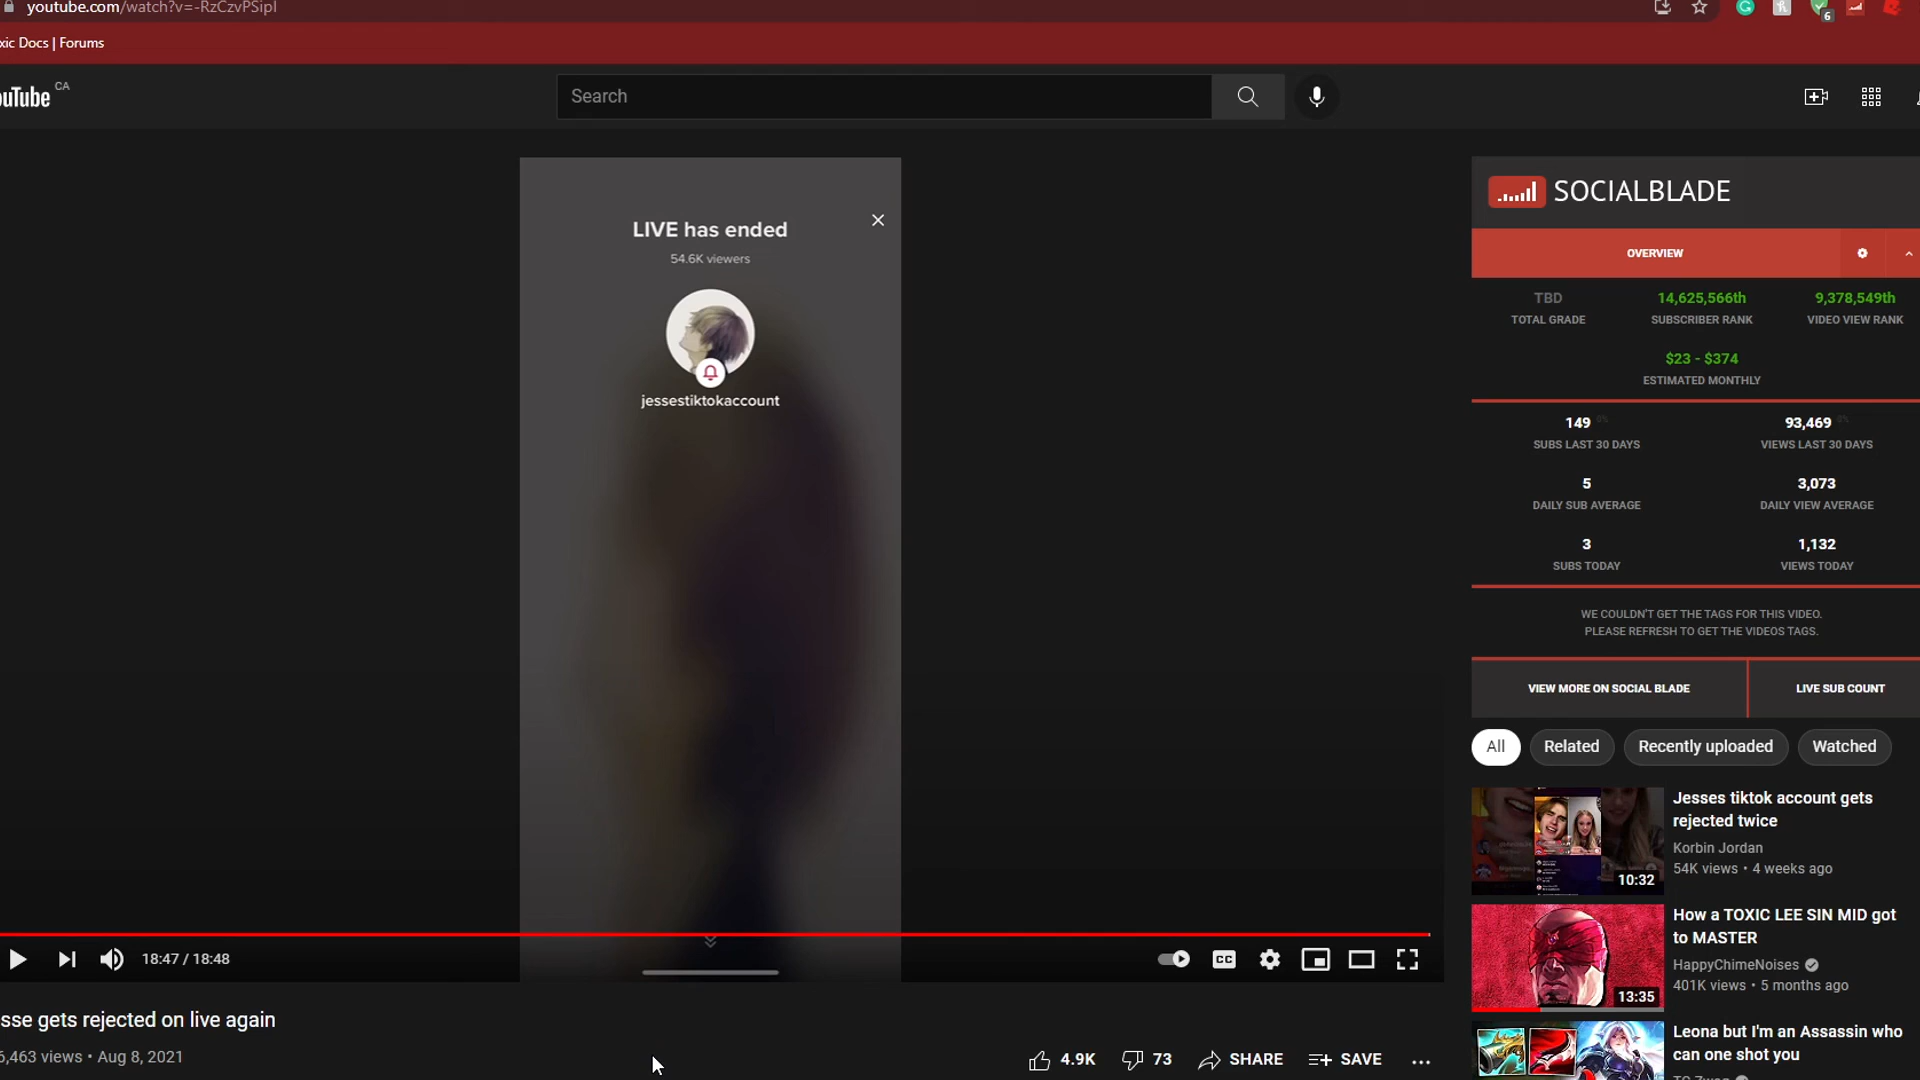 youtube.com/watch?v=-RzCzvPSipI
6
xic Docs | Forums
ouTube CA
Search
LIVE has ended
54.6K viewers
jessestiktokaccount
18:47 / 18:48
CC
sse gets rejected on live again
6,463 views • Aug 8, 2021
4.9K
73
SHARE
SAVE
SOCIALBLADE
OVERVIEW
TBD 14,625,566th 9,378,549th
TOTAL GRADE SUBSCRIBER RANK VIDEO VIEW RANK
$23 - $374
ESTIMATED MONTHLY
149 0% 93,469 0%
SUBS LAST 30 DAYS VIEWS LAST 30 DAYS
5 3,073
DAILY SUB AVERAGE DAILY VIEW AVERAGE
3 1,132
SUBS TODAY VIEWS TODAY
WE COULDN'T GET THE TAGS FOR THIS VIDEO.
PLEASE REFRESH TO GET THE VIDEOS TAGS.
VIEW MORE ON SOCIAL BLADE LIVE SUB COUNT
All Related Recently uploaded Watched
Jesses tiktok account gets
rejected twice
Korbin Jordan
54K views • 4 weeks ago
10:32
How a TOXIC LEE SIN MID got
to MASTER
HappyChimeNoises
401K views • 5 months ago
13:35
Leona but I'm an Assassin who
can one shot you